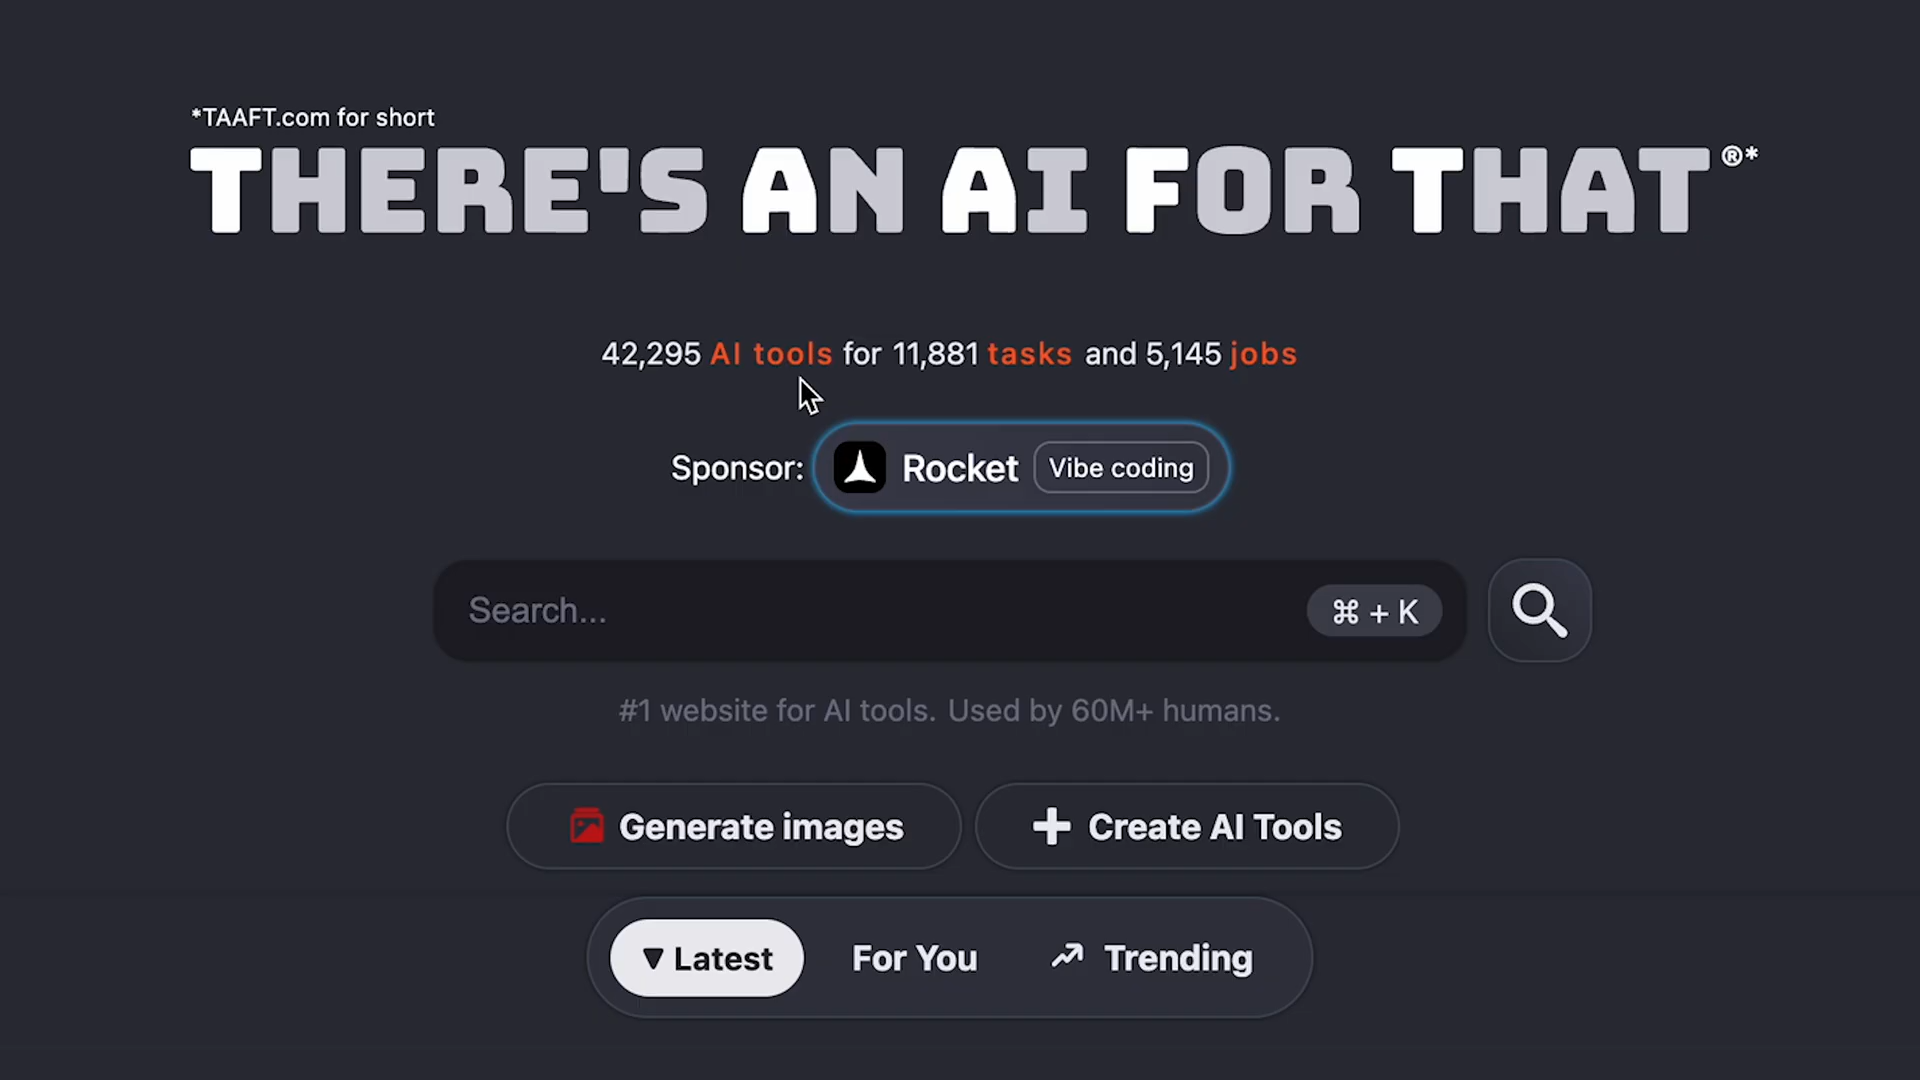 *TAAFT.com for short
THERE'S AN AI FOR THAT®*
42,295 AI tools for 11,881 tasks and 5,145 jobs
Sponsor: Rocket Vibe coding
Search... ⌘ + K
#1 website for AI tools. Used by 60M+ humans.
Generate images Create AI Tools
Latest For You Trending